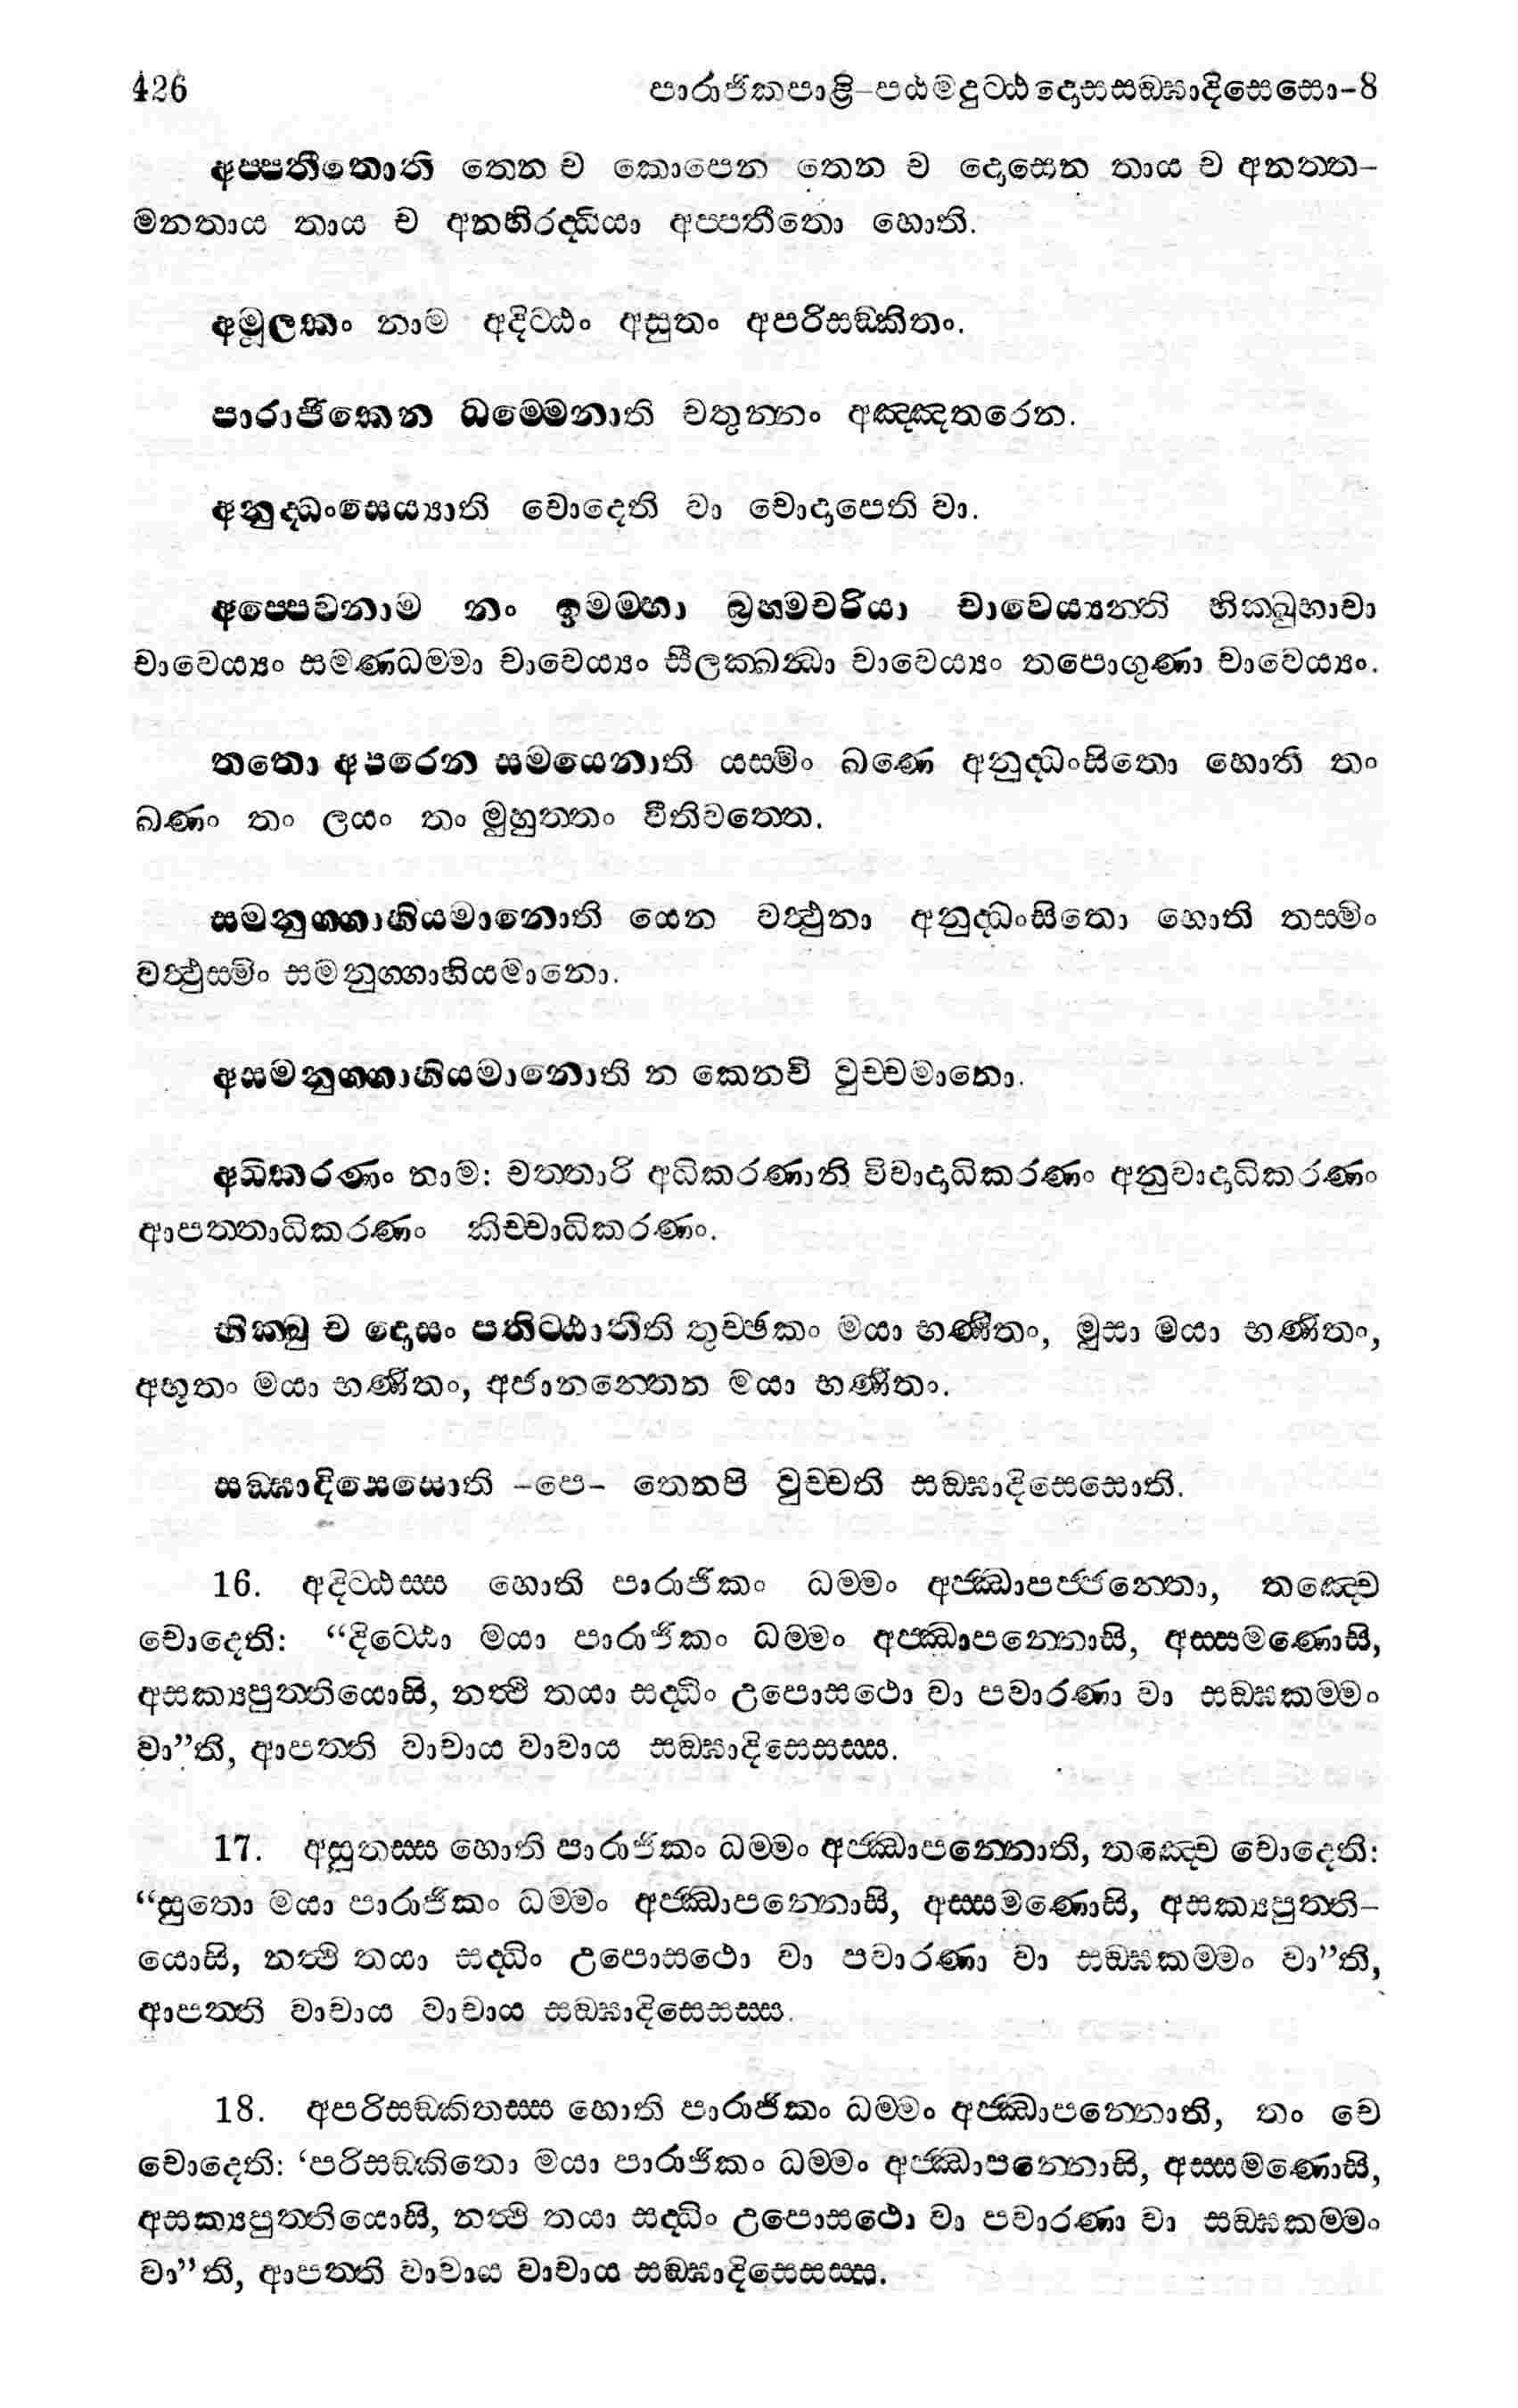 426 පාරාජිකපාළි-පඨමදුට්ඨදොසසඞ්ඝාදිසෙසො-8
අප්පතීතොති තෙන ච කොපෙන තෙන ච දොසෙන තාය ච අනත්ත-
මනතාය තාය ච අනභිරද්ධියා අප්පතීතො හොති.
අමූලකං නාම අදිට්ඨං අසුතං අපරිසඞ්කිතං.
පාරාජිකෙන ධම්මෙනාති චතුන්නං අඤ්ඤතරෙන.
අනුද්ධංසෙය්‍යාති චොදෙති වා චොදාපෙති වා.
අප්පෙවනාම නං ඉමම්හා බ්‍රහ්මචරියා චාවෙය්‍යන්ති භික්ඛුභාවා
චාවෙය්‍යං සමණධම්මා චාවෙය්‍යං සීලක්ඛන්ධා චාවෙය්‍යං තපොගුණා චාවෙය්‍යං.
තතො අපරෙන සමයෙනාති යස්මිං ඛණෙ අනුද්ධංසිතො හොති තං
ඛණං තං ලයං තං මුහුත්තං වීතිවත්තෙ.
සමනුග්ගාහියමානොති යෙන වත්ථුනා අනුද්ධංසිතො හොති තස්මිං
වත්ථුස්මිං සමනුග්ගාහියමානො.
අසමනුග්ගාහියමානොති න කෙනචි වුච්චමානො.
අධිකරණං නාම: චත්තාරි අධිකරණානි විවාදාධිකරණං අනුවාදාධිකරණං
ආපත්තාධිකරණං කිච්චාධිකරණං.
භික්ඛු ච දොසං පතිට්ඨාතීති තුච්ඡකං මයා භණිතං, මුසා මයා භණිතං,
අභූතං මයා භණිතං, අජානන්තෙන මයා භණිතං.
සඞ්ඝාදිසෙසොති -පෙ- තෙනපි වුච්චති සඞ්ඝාදිසෙසොති.
16. අදිට්ඨස්ස හොති පාරාජිකං ධම්මං අජ්ඣාපජ්ජන්තො, තඤ්චෙ
චොදෙති: “දිට්ඨො මයා පාරාජිකං ධම්මං අජ්ඣාපන්නොසි, අස්සමණොසි,
අසක්‍යපුත්තියොසි, නත්ථි තයා සද්ධිං උපොසථො වා පවාරණා වා සඞ්ඝකම්මං
වා”ති, ආපත්ති වාචාය වාචාය සඞ්ඝාදිසෙසස්ස.
17. අසුතස්ස හොති පාරාජිකං ධම්මං අජ්ඣාපන්නොති, තඤ්චෙ චොදෙති:
“සුතො මයා පාරාජිකං ධම්මං අජ්ඣාපන්නොසි, අස්සමණොසි, අසක්‍යපුත්ති-
යොසි, නත්ථි තයා සද්ධිං උපොසථො වා පවාරණා වා සඞ්ඝකම්මං වා”ති,
ආපත්ති වාචාය වාචාය සඞ්ඝාදිසෙසස්ස.
18. අපරිසඞ්කිතස්ස හොති පාරාජිකං ධම්මං අජ්ඣාපන්නොති, තං චෙ
චොදෙති: ‘පරිසඞ්කිතො මයා පාරාජිකං ධම්මං අජ්ඣාපන්නොසි, අස්සමණොසි,
අසක්‍යපුත්තියොසි, නත්ථි තයා සද්ධිං උපොසථො වා පවාරණා වා සඞ්ඝකම්මං
වා”ති, ආපත්ති වාචාය වාචාය සඞ්ඝාදිසෙසස්ස.